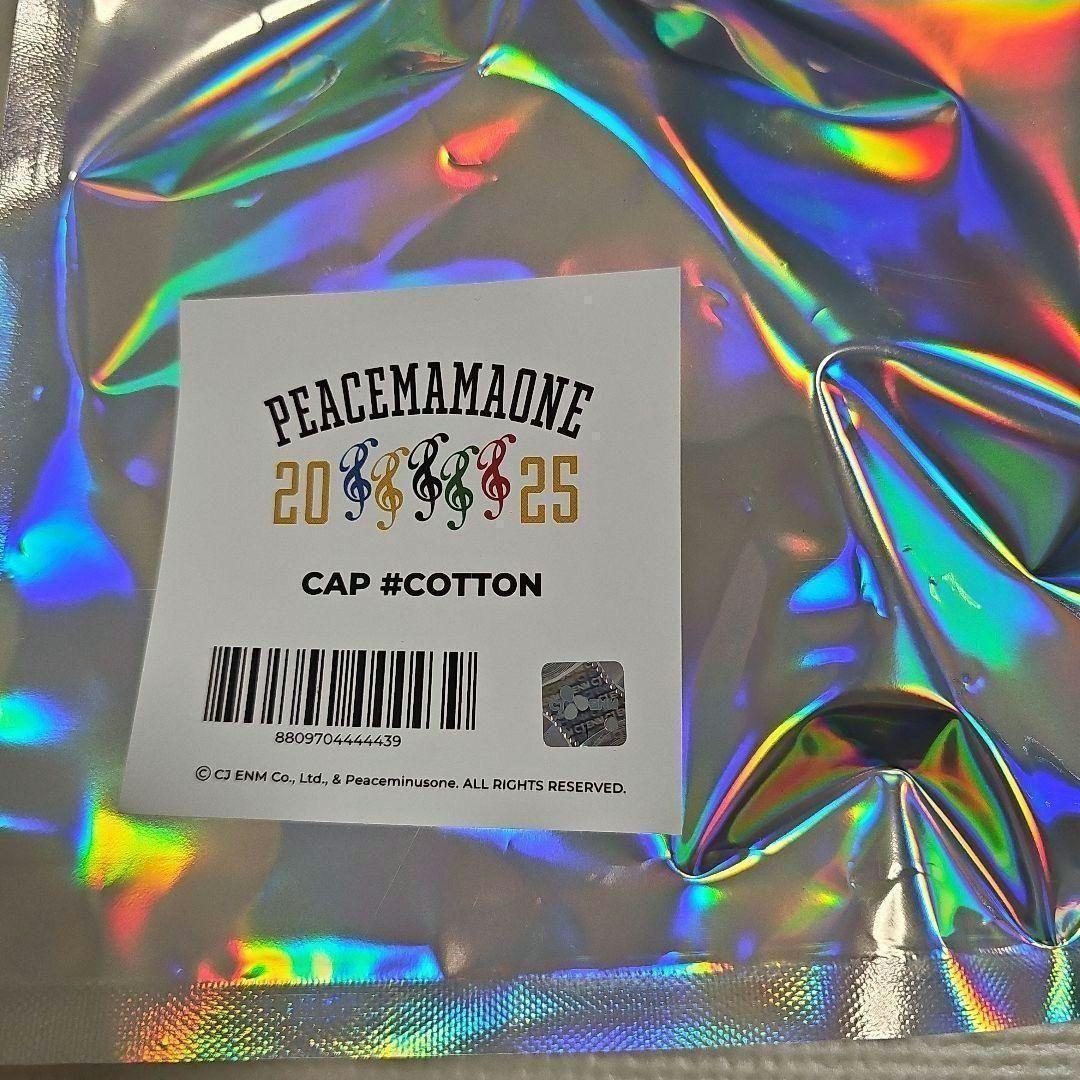 PEACEMAMAONE
20 25
CAP #COTTON
8809704444439
© CJ ENM Co., Ltd., & Peaceminusone. ALL RIGHTS RESERVED.